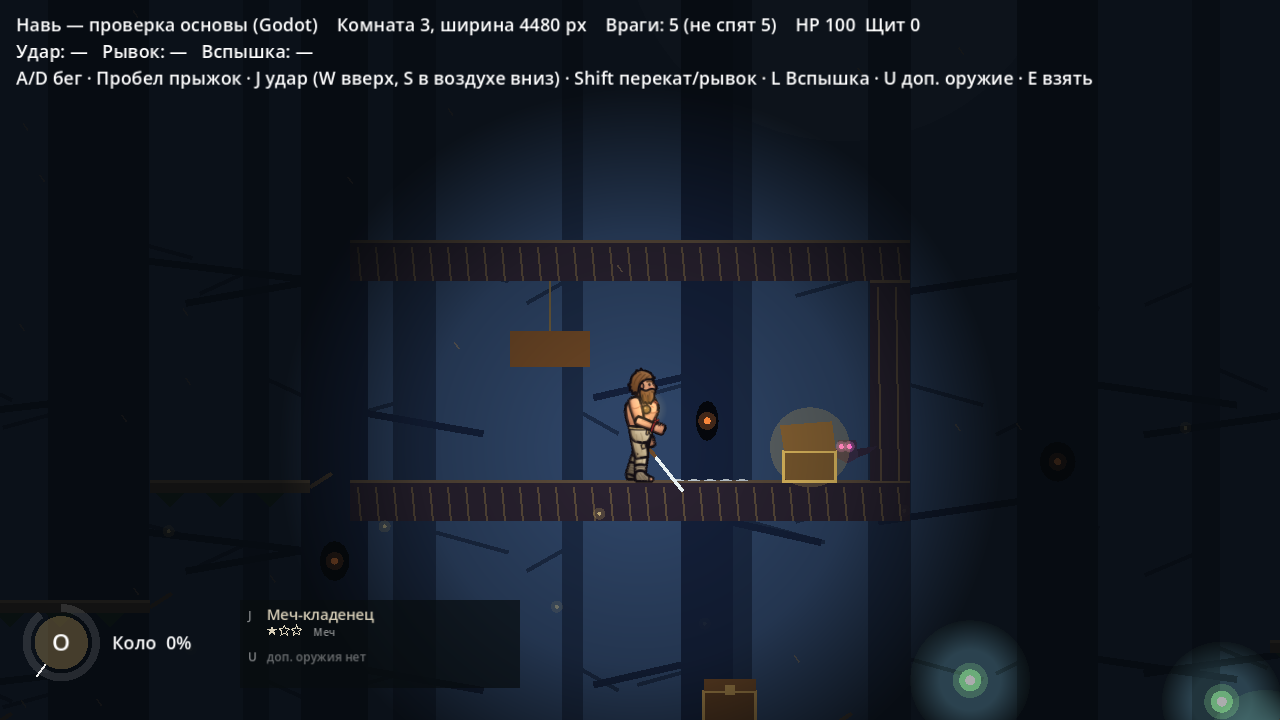 Навь — проверка основы (Godot)    Комната 3, ширина 4480 px    Враги: 5 (не спят 5)    HP 100  Щит 0
Удар: —   Рывок: —   Вспышка: —
A/D бег · Пробел прыжок · J удар (W вверх, S в воздухе вниз) · Shift перекат/рывок · L Вспышка · U доп. оружие · E взять
J Меч-кладенец
★☆☆ Меч
О Коло 0%
U доп. оружия нет